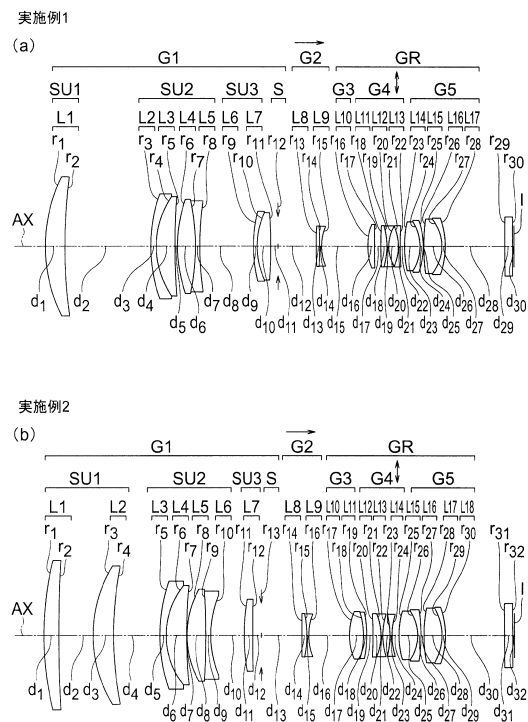 実施例1
(a)
G1 G2 GR
SU1 SU2 SU3 S G3 G4 G5
L1 L2 L3 L4 L5 L6 L7 L8 L9 L10 L11 L12 L13 L14 L15 L16 L17
r1 r2 r3 r4 r5 r6 r7 r8 r9 r10 r11 r12 r13 r14 r15 r16 r17 r18 r19 r20 r21 r22 r23 r24 r25 r26 r27 r28 r29 r30 I
AX
d1 d2 d3 d4 d5 d6 d7 d8 d9 d10 d11 d12 d13 d14 d15 d16 d17 d18 d19 d20 d21 d22 d23 d24 d25 d26 d27 d28 d29 d30
実施例2
(b)
G1 G2 GR
SU1 SU2 SU3 S G3 G4 G5
L1 L2 L3 L4 L5 L6 L7 L8 L9 L10 L11 L12 L13 L14 L15 L16 L17 L18
r1 r2 r3 r4 r5 r6 r7 r8 r9 r10 r11 r12 r13 r14 r15 r16 r17 r18 r19 r20 r21 r22 r23 r24 r25 r26 r27 r28 r29 r30 r31 r32 I
AX
d1 d2 d3 d4 d5 d6 d7 d8 d9 d10 d11 d12 d13 d14 d15 d16 d17 d18 d19 d20 d21 d22 d23 d24 d25 d26 d27 d28 d29 d30 d31 d32